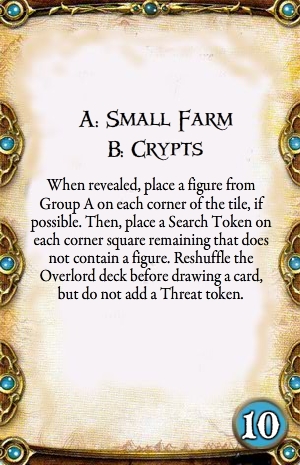 A: Small Farm
B: Crypts
When revealed, place a figure from
Group A on each corner of the tile, if
possible. Then, place a Search Token on
each corner square remaining that does
not contain a figure. Reshuffle the
Overlord deck before drawing a card,
but do not add a Threat token.
10